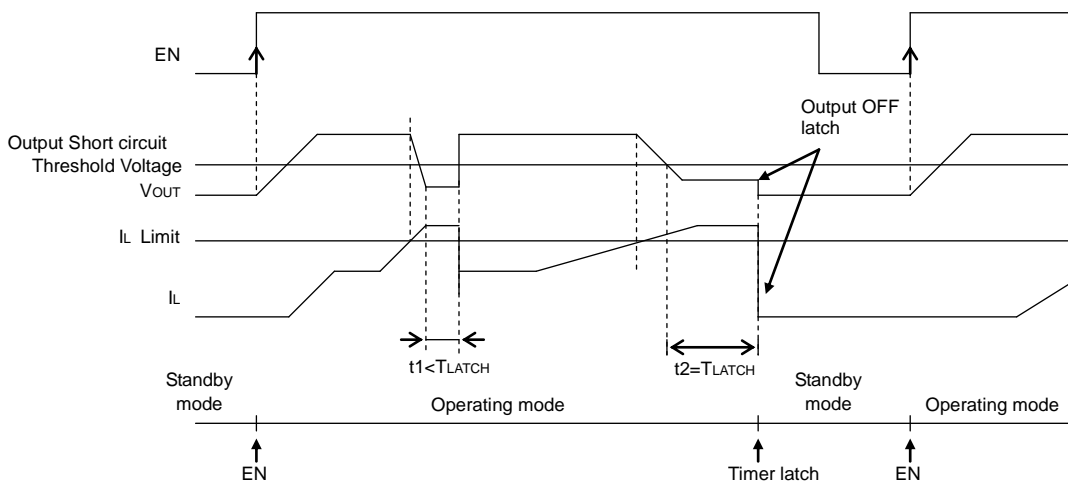 EN
Output OFF
latch
Output Short circuit
Threshold Voltage
VOUT
IL Limit
IL
t1<TLATCH
t2=TLATCH
Standby
mode
Operating mode
Standby
mode
Operating mode
EN
Timer latch
EN